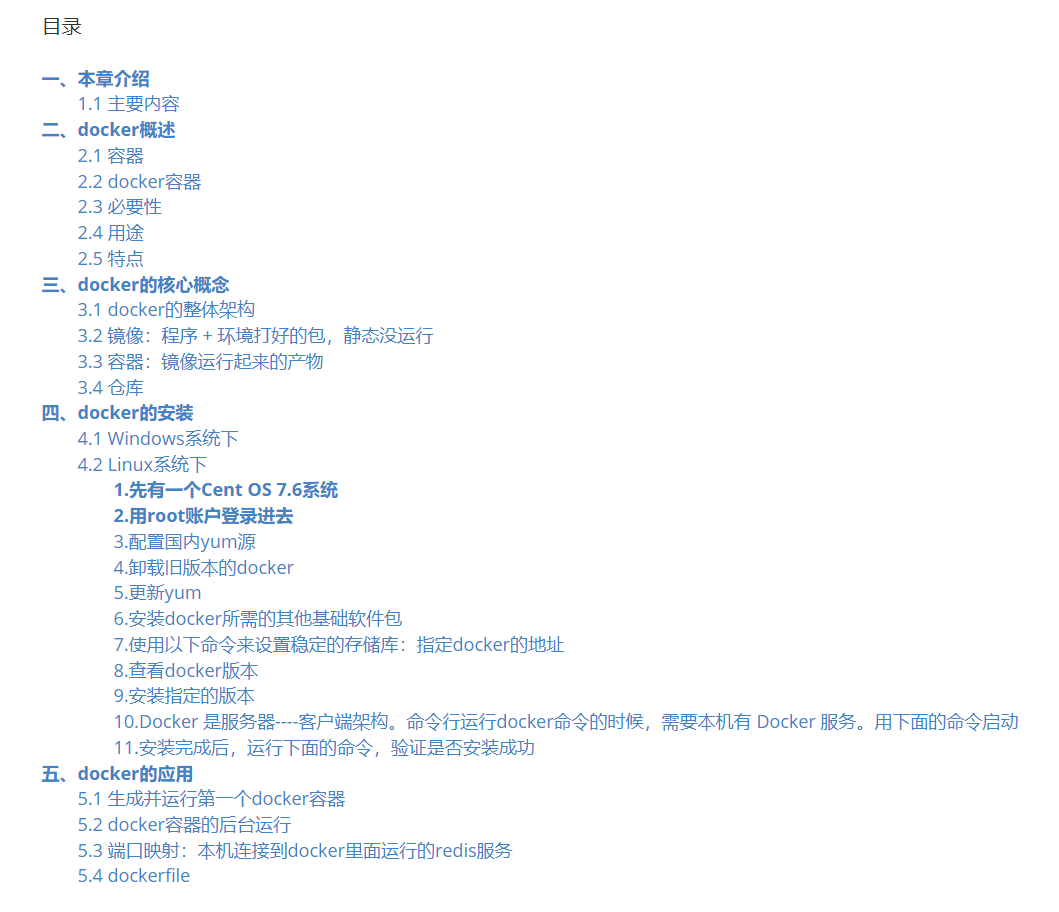 目录
一、本章介绍
1.1 主要内容
二、docker概述
2.1 容器
2.2 docker容器
2.3 必要性
2.4 用途
2.5 特点
三、docker的核心概念
3.1 docker的整体架构
3.2 镜像：程序 + 环境打好的包，静态没运行
3.3 容器：镜像运行起来的产物
3.4 仓库
四、docker的安装
4.1 Windows系统下
4.2 Linux系统下
1.先有一个Cent OS 7.6系统
2.用root账户登录进去
3.配置国内yum源
4.卸载旧版本的docker
5.更新yum
6.安装docker所需的其他基础软件包
7.使用以下命令来设置稳定的存储库：指定docker的地址
8.查看docker版本
9.安装指定的版本
10.Docker 是服务器----客户端架构。命令行运行docker命令的时候，需要本机有 Docker 服务。用下面的命令启动
11.安装完成后，运行下面的命令，验证是否安装成功
五、docker的应用
5.1 生成并运行第一个docker容器
5.2 docker容器的后台运行
5.3 端口映射：本机连接到docker里面运行的redis服务
5.4 dockerfile